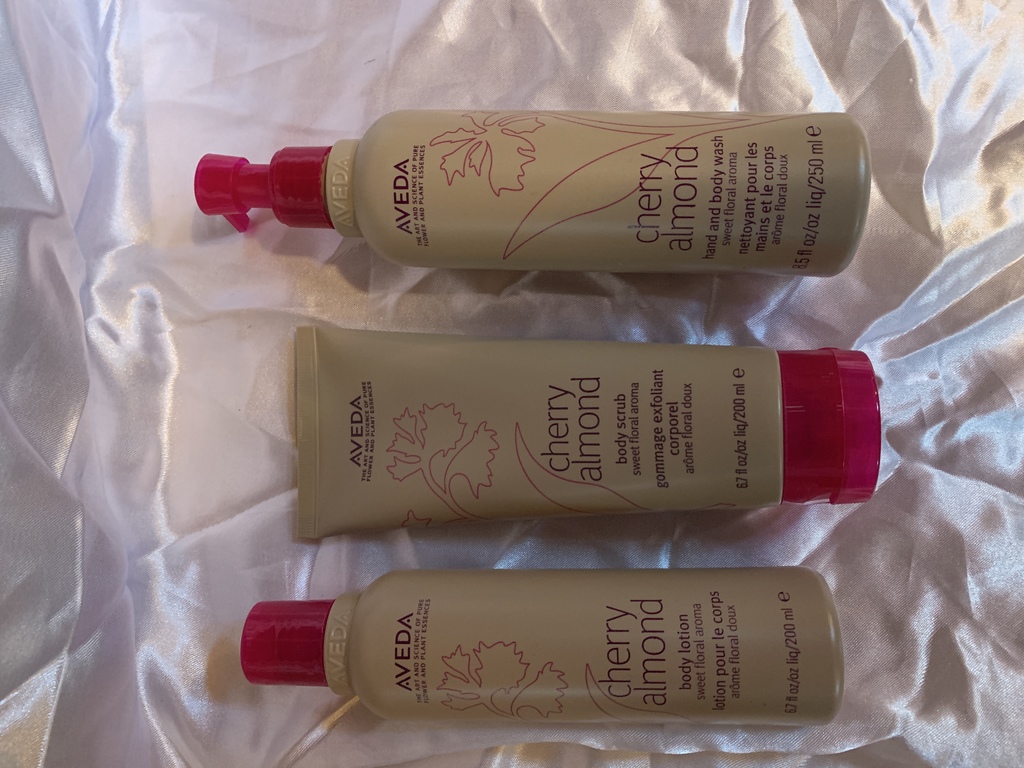 AVEDA
AVEDA
THE ART AND SCIENCE OF PURE
FLOWER AND PLANT ESSENCES
cherry
almond
hand and body wash
sweet floral aroma
nettoyant pour les
mains et le corps
arôme floral doux
8.5 fl oz/oz liq/250 ml e
AVEDA
THE ART AND SCIENCE OF PURE
FLOWER AND PLANT ESSENCES
cherry
almond
body scrub
sweet floral aroma
gommage exfoliant
corporel
arôme floral doux
6.7 fl oz/oz liq/200 ml e
AVEDA
AVEDA
THE ART AND SCIENCE OF PURE
FLOWER AND PLANT ESSENCES
cherry
almond
body lotion
sweet floral aroma
lotion pour le corps
arôme floral doux
6.7 fl oz/oz liq/200 ml e